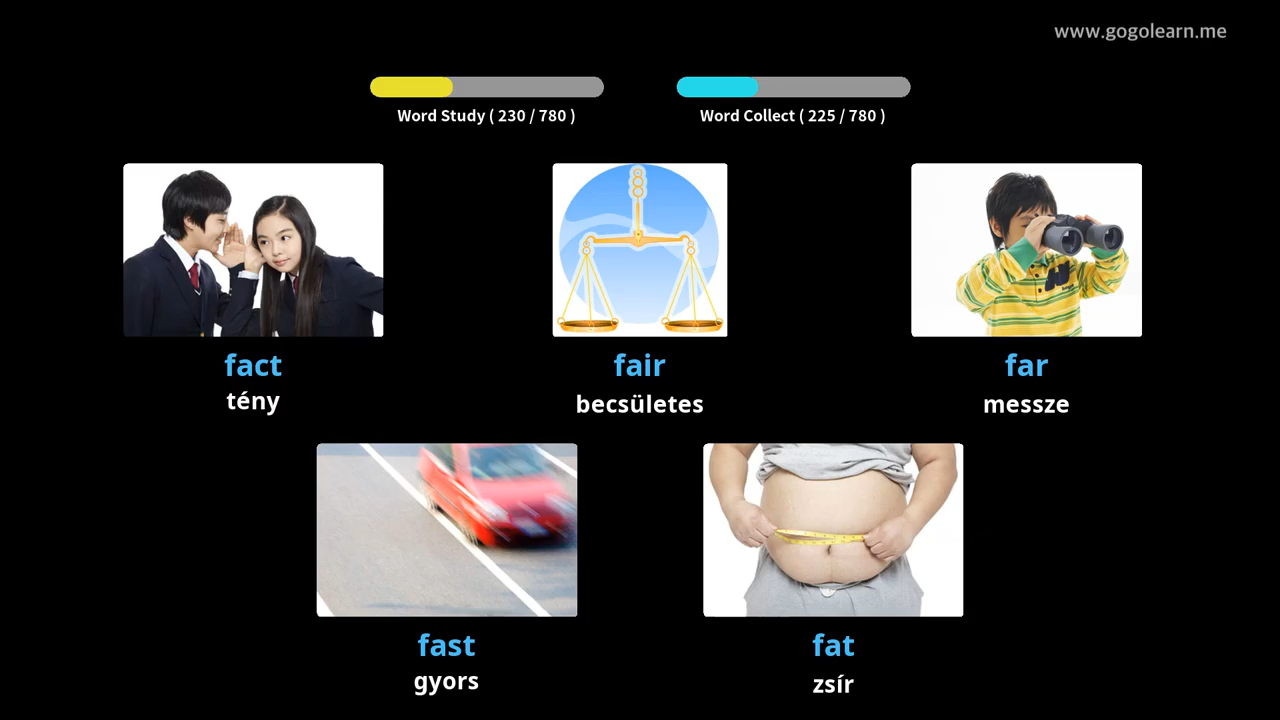 www.gogolearn.me
Word Study ( 230 / 780 )
Word Collect ( 225 / 780 )
fact
tény
fair
becsületes
far
messze
fast
gyors
fat
zsír